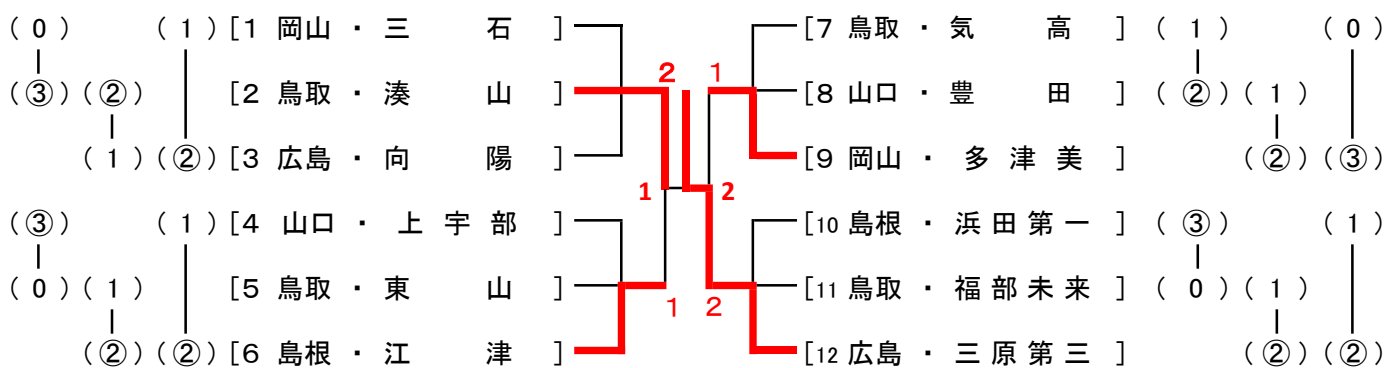 (0) (1) [1 岡山 ・ 三 石 ] [7 鳥取 ・ 気 高 ] (1) (0)
(③)(②) [2 鳥取 ・ 湊 山 ] 2 1 [8 山口 ・ 豊 田 ] (②)(1)
(1)(②) [3 広島 ・ 向 陽 ] [9 岡山 ・ 多 津 美 ] (②)(③)
1 2
(③) (1) [4 山口 ・ 上 宇 部 ] [10 島根 ・ 浜 田 第 一 ] (③) (1)
(0)(1) [5 鳥取 ・ 東 山 ] 1 2 [11 鳥取 ・ 福 部 未 来 ] (0)(1)
(②)(②) [6 島根 ・ 江 津 ] [12 広島 ・ 三 原 第 三 ] (②)(②)